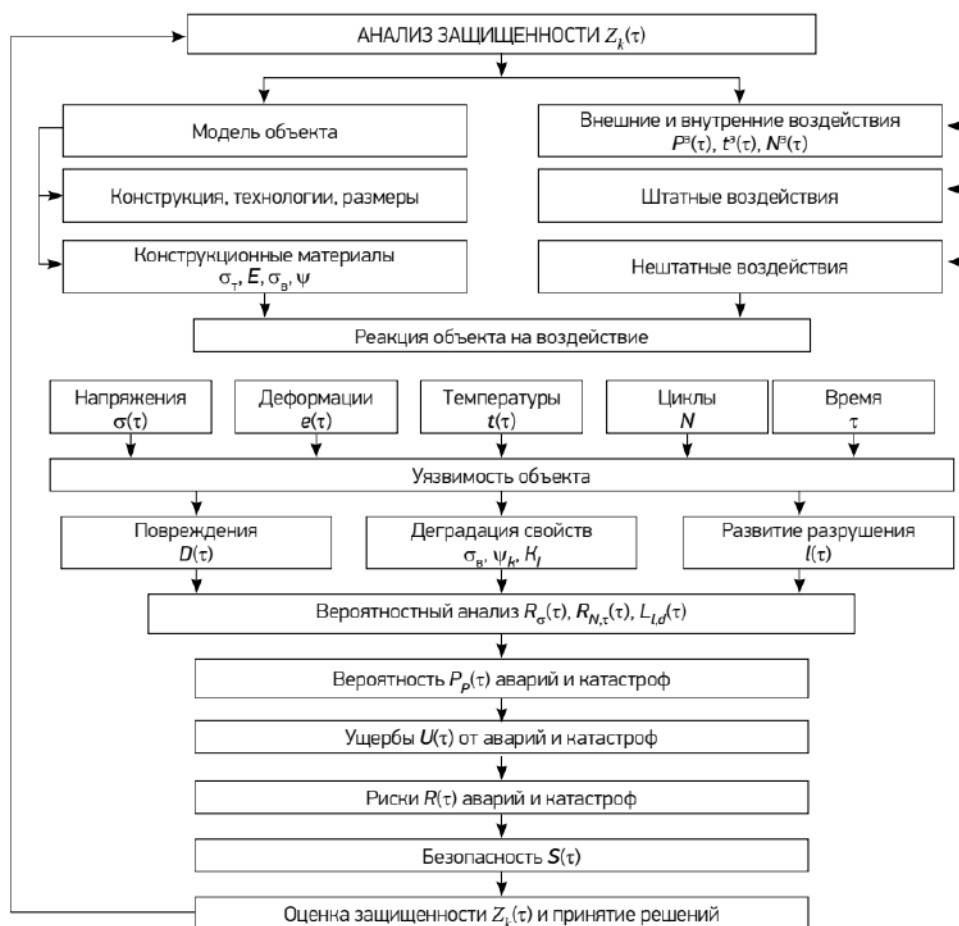 АНАЛИЗ ЗАЩИЩЕННОСТИ Z_k(τ)
Модель объекта
Внешние и внутренние воздействия
P^э(τ), t^э(τ), N^э(τ)
Конструкция, технологии, размеры
Штатные воздействия
Конструкционные материалы
σ_т, E, σ_в, ψ
Нештатные воздействия
Реакция объекта на воздействие
Напряжения
σ(τ)
Деформации
e(τ)
Температуры
t(τ)
Циклы
N
Время
τ
Уязвимость объекта
Повреждения
D(τ)
Деградация свойств
σ_в, ψ_k, K_I
Развитие разрушения
l(τ)
Вероятностный анализ R_σ(τ), R_N,τ(τ), L_l,d(τ)
Вероятность P_P(τ) аварий и катастроф
Ущербы U(τ) от аварий и катастроф
Риски R(τ) аварий и катастроф
Безопасность S(τ)
Оценка защищенности Z_k(τ) и принятие решений